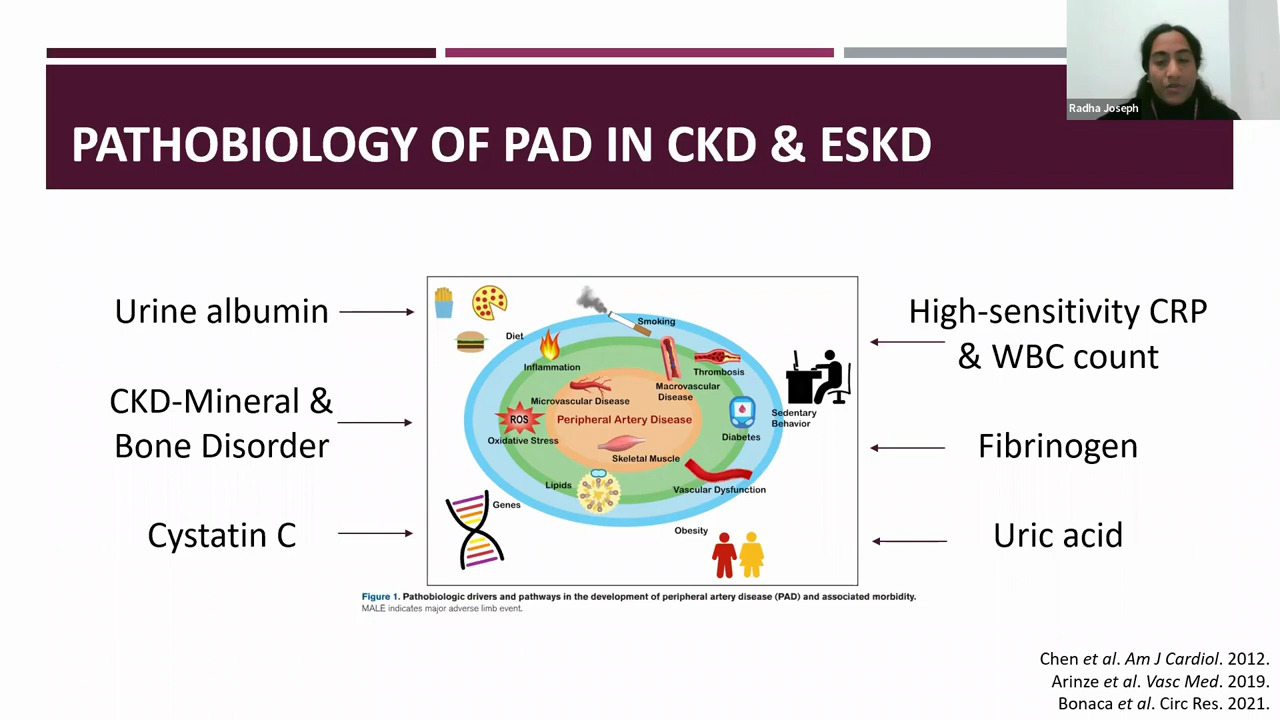 Radha Joseph
PATHOBIOLOGY OF PAD IN CKD & ESKD
Urine albumin
CKD-Mineral &
Bone Disorder
Cystatin C
Diet
Smoking
Inflammation
Thrombosis
Macrovascular
Disease
Microvascular Disease
Sedentary
Behavior
ROS
Peripheral Artery Disease
Oxidative Stress
Diabetes
Skeletal Muscle
Lipids
Vascular Dysfunction
Genes
Obesity
High-sensitivity CRP
& WBC count
Fibrinogen
Uric acid
Figure 1. Pathobiologic drivers and pathways in the development of peripheral artery disease (PAD) and associated morbidity.
MALE indicates major adverse limb event.
Chen et al. Am J Cardiol. 2012.
Arinze et al. Vasc Med. 2019.
Bonaca et al. Circ Res. 2021.